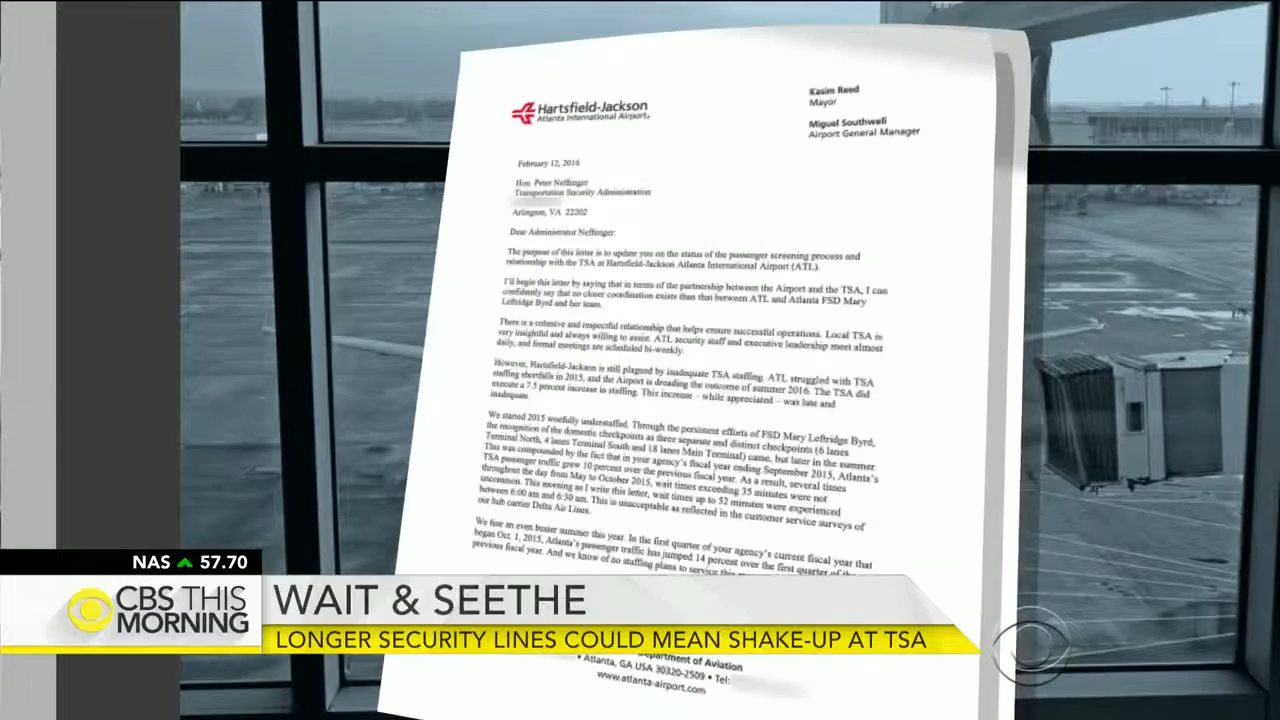 Hartsfield-Jackson
Atlanta International Airport
Kasim Reed
Mayor
Miguel Southwell
Airport General Manager
February 12, 2016
Hon. Peter Neffenger
Transportation Security Administration
Arlington, VA 22202
Dear Administrator Neffenger:
The purpose of this letter is to update you on the status of the passenger screening process and
relationship with the TSA at Hartsfield-Jackson Atlanta International Airport (ATL).
I'll begin this letter by saying that in terms of the partnership between the Airport and the TSA, I can
confidently say that no closer coordination exists than that between ATL and Atlanta FSD Mary
Leftridge Byrd and her team.
There is a cohesive and respectful relationship that helps ensure successful operations. Local TSA is
very insightful and always willing to assist. ATL security staff and executive leadership meet almost
daily, and formal meetings are scheduled bi-weekly.
However, Hartsfield-Jackson is still plagued by inadequate TSA staffing. ATL struggled with TSA
staffing shortfalls in 2015, and the Airport is dreading the outcome of summer 2016. The TSA did
execute a 7.5 percent increase in staffing. This increase – while appreciated – was late and
inadequate.
We started 2015 woefully understaffed. Through the persistent efforts of FSD Mary Leftridge Byrd,
the recognition of the domestic checkpoints as three separate and distinct checkpoints (6 lanes
Terminal North, 4 lanes Terminal South and 18 lanes Main Terminal) came, but later in the summer.
This was compounded by the fact that in your agency's fiscal year ending September 2015, Atlanta's
TSA passenger traffic grew 10 percent over the previous fiscal year. As a result, several times
throughout the day from May to October 2015, wait times exceeding 35 minutes were not
uncommon. This morning as I write this letter, wait times up to 52 minutes were experienced
between 6:00 am and 6:30 am. This is unacceptable as reflected in the customer service surveys of
our hub carrier Delta Air Lines.
We fear an even busier summer this year. In the first quarter of your agency's current fiscal year that
began Oct. 1, 2015, Atlanta's passenger traffic has jumped 14 percent over the first quarter of the
previous fiscal year. And we know of no staffing plans to service this
NAS 57.70
CBS THIS
MORNING
WAIT & SEETHE
LONGER SECURITY LINES COULD MEAN SHAKE-UP AT TSA
Department of Aviation
• Atlanta, GA USA 30320-2509 • Tel:
www.atlanta-airport.com